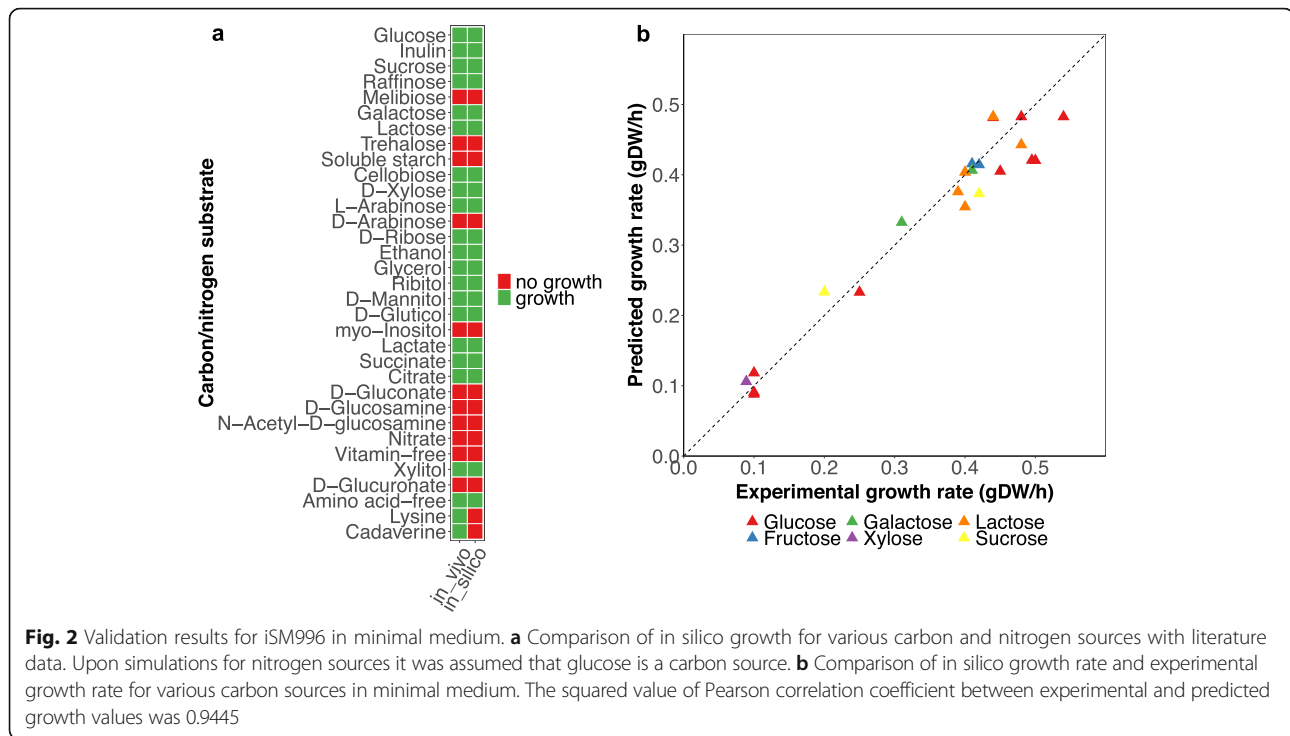 a
Carbon/nitrogen substrate
Glucose
Inulin
Sucrose
Raffinose
Melibiose
Galactose
Lactose
Trehalose
Soluble starch
Cellobiose
D−Xylose
L−Arabinose
D−Arabinose
D−Ribose
Ethanol
Glycerol
Ribitol
D−Mannitol
D−Gluticol
myo−Inositol
Lactate
Succinate
Citrate
D−Gluconate
D−Glucosamine
N−Acetyl−D−glucosamine
Nitrate
Vitamin−free
Xylitol
D−Glucuronate
Amino acid−free
Lysine
Cadaverine
in_vivo
in_silico
no growth
growth
b
Predicted growth rate (gDW/h)
0.5
0.4
0.3
0.2
0.1
0.0
0.0 0.1 0.2 0.3 0.4 0.5
Experimental growth rate (gDW/h)
Glucose Galactose Lactose
Fructose Xylose Sucrose
Fig. 2 Validation results for iSM996 in minimal medium. a Comparison of in silico growth for various carbon and nitrogen sources with literature
data. Upon simulations for nitrogen sources it was assumed that glucose is a carbon source. b Comparison of in silico growth rate and experimental
growth rate for various carbon sources in minimal medium. The squared value of Pearson correlation coefficient between experimental and predicted
growth values was 0.9445